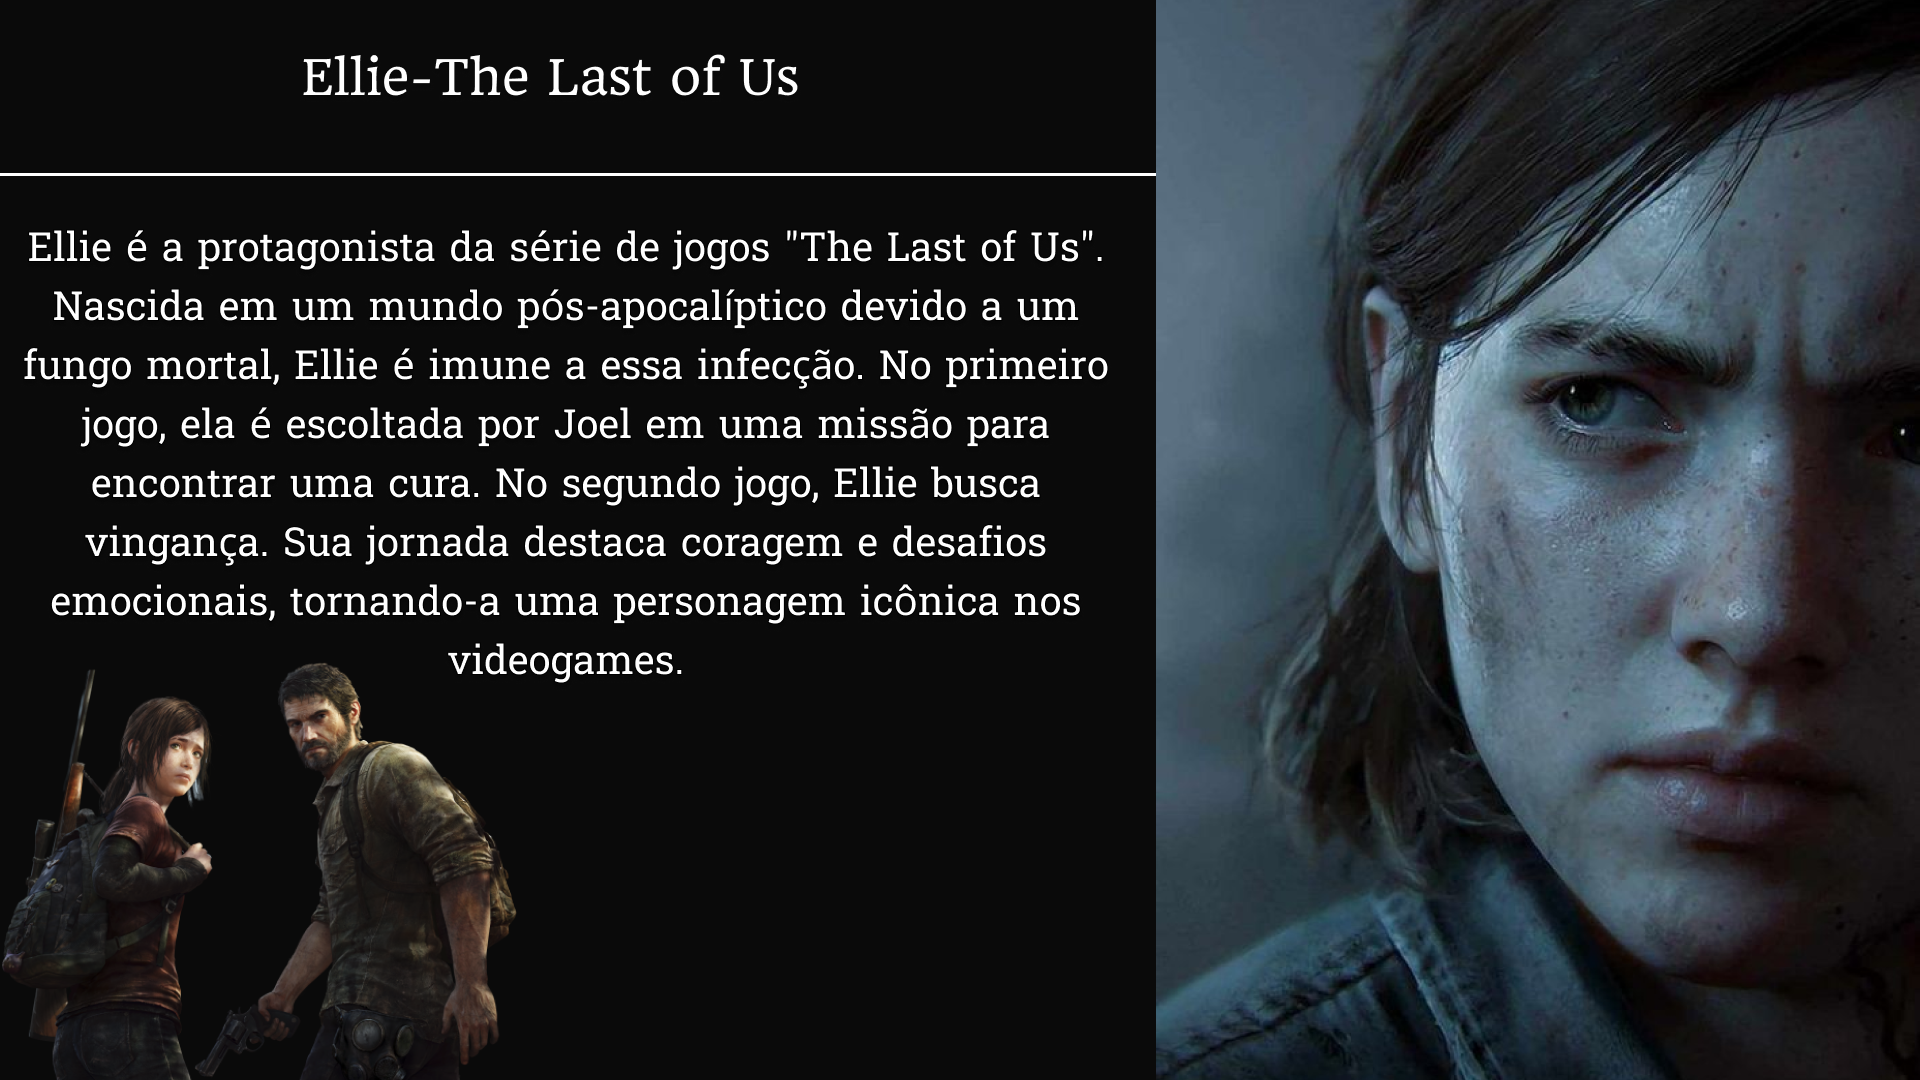 Ellie-The Last of Us
Ellie é a protagonista da série de jogos "The Last of Us".
Nascida em um mundo pós-apocalíptico devido a um
fungo mortal, Ellie é imune a essa infecção. No primeiro
jogo, ela é escoltada por Joel em uma missão para
encontrar uma cura. No segundo jogo, Ellie busca
vingança. Sua jornada destaca coragem e desafios
emocionais, tornando-a uma personagem icônica nos
videogames.